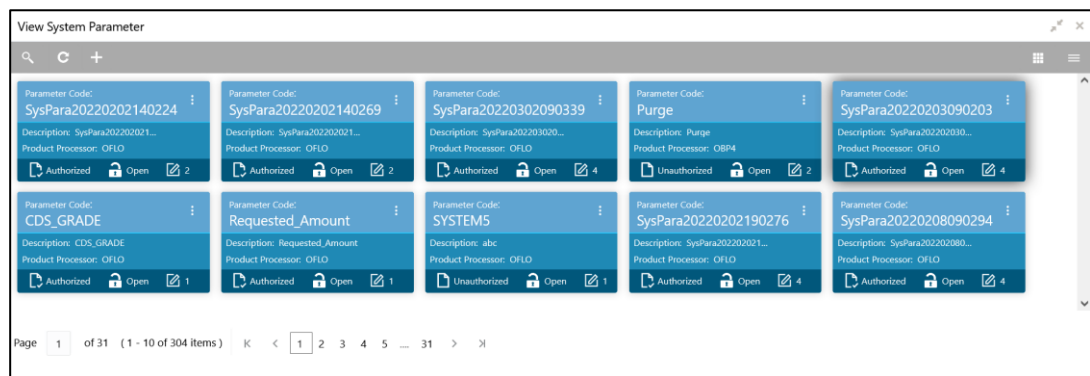 View System Parameter
Parameter Code:
SysPara20220202140224
Description: SysPara202202021...
Product Processor: OFLO
Authorized Open 2
Parameter Code:
SysPara20220202140269
Description: SysPara202202021...
Product Processor: OFLO
Authorized Open 2
Parameter Code:
SysPara20220302090339
Description: SysPara202203020...
Product Processor: OFLO
Authorized Open 4
Parameter Code:
Purge
Description: Purge
Product Processor: OBP4
Unauthorized Open 2
Parameter Code:
SysPara20220203090203
Description: SysPara202202030...
Product Processor: OFLO
Authorized Open 4
Parameter Code:
CDS_GRADE
Description: CDS_GRADE
Product Processor: OFLO
Authorized Open 1
Parameter Code:
Requested_Amount
Description: Requested_Amount
Product Processor: OFLO
Authorized Open 1
Parameter Code:
SYSTEM5
Description: abc
Product Processor: OFLO
Unauthorized Open 1
Parameter Code:
SysPara20220202190276
Description: SysPara202202021...
Product Processor: OFLO
Authorized Open 4
Parameter Code:
SysPara20220208090294
Description: SysPara202202080...
Product Processor: OFLO
Authorized Open 4
Page 1 of 31 (1 - 10 of 304 items) 1 2 3 4 5 ... 31